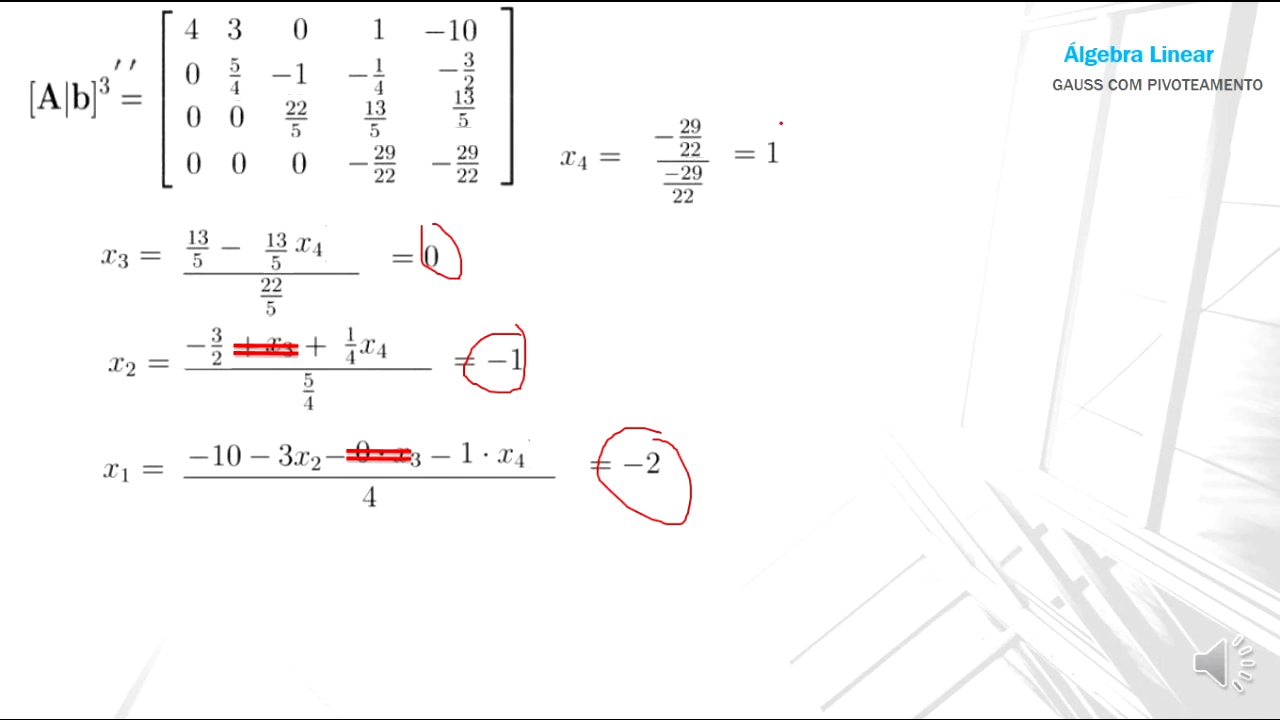 Álgebra Linear
GAUSS COM PIVOTEAMENTO
[A|b]³″ =
4 3 0 1 −10
0 5/4 −1 −1/4 −3/2
0 0 22/5 13/5 13/5
0 0 0 −29/22 −29/22
x₄ = (−29/22)/(−29/22) = 1
x₃ = (13/5 − 13/5 x₄)/(22/5) = 0
x₂ = (−3/2 + x₃ + 1/4 x₄)/(5/4) = −1
x₁ = (−10 − 3x₂ − 0 · x₃ − 1 · x₄)/4 = −2